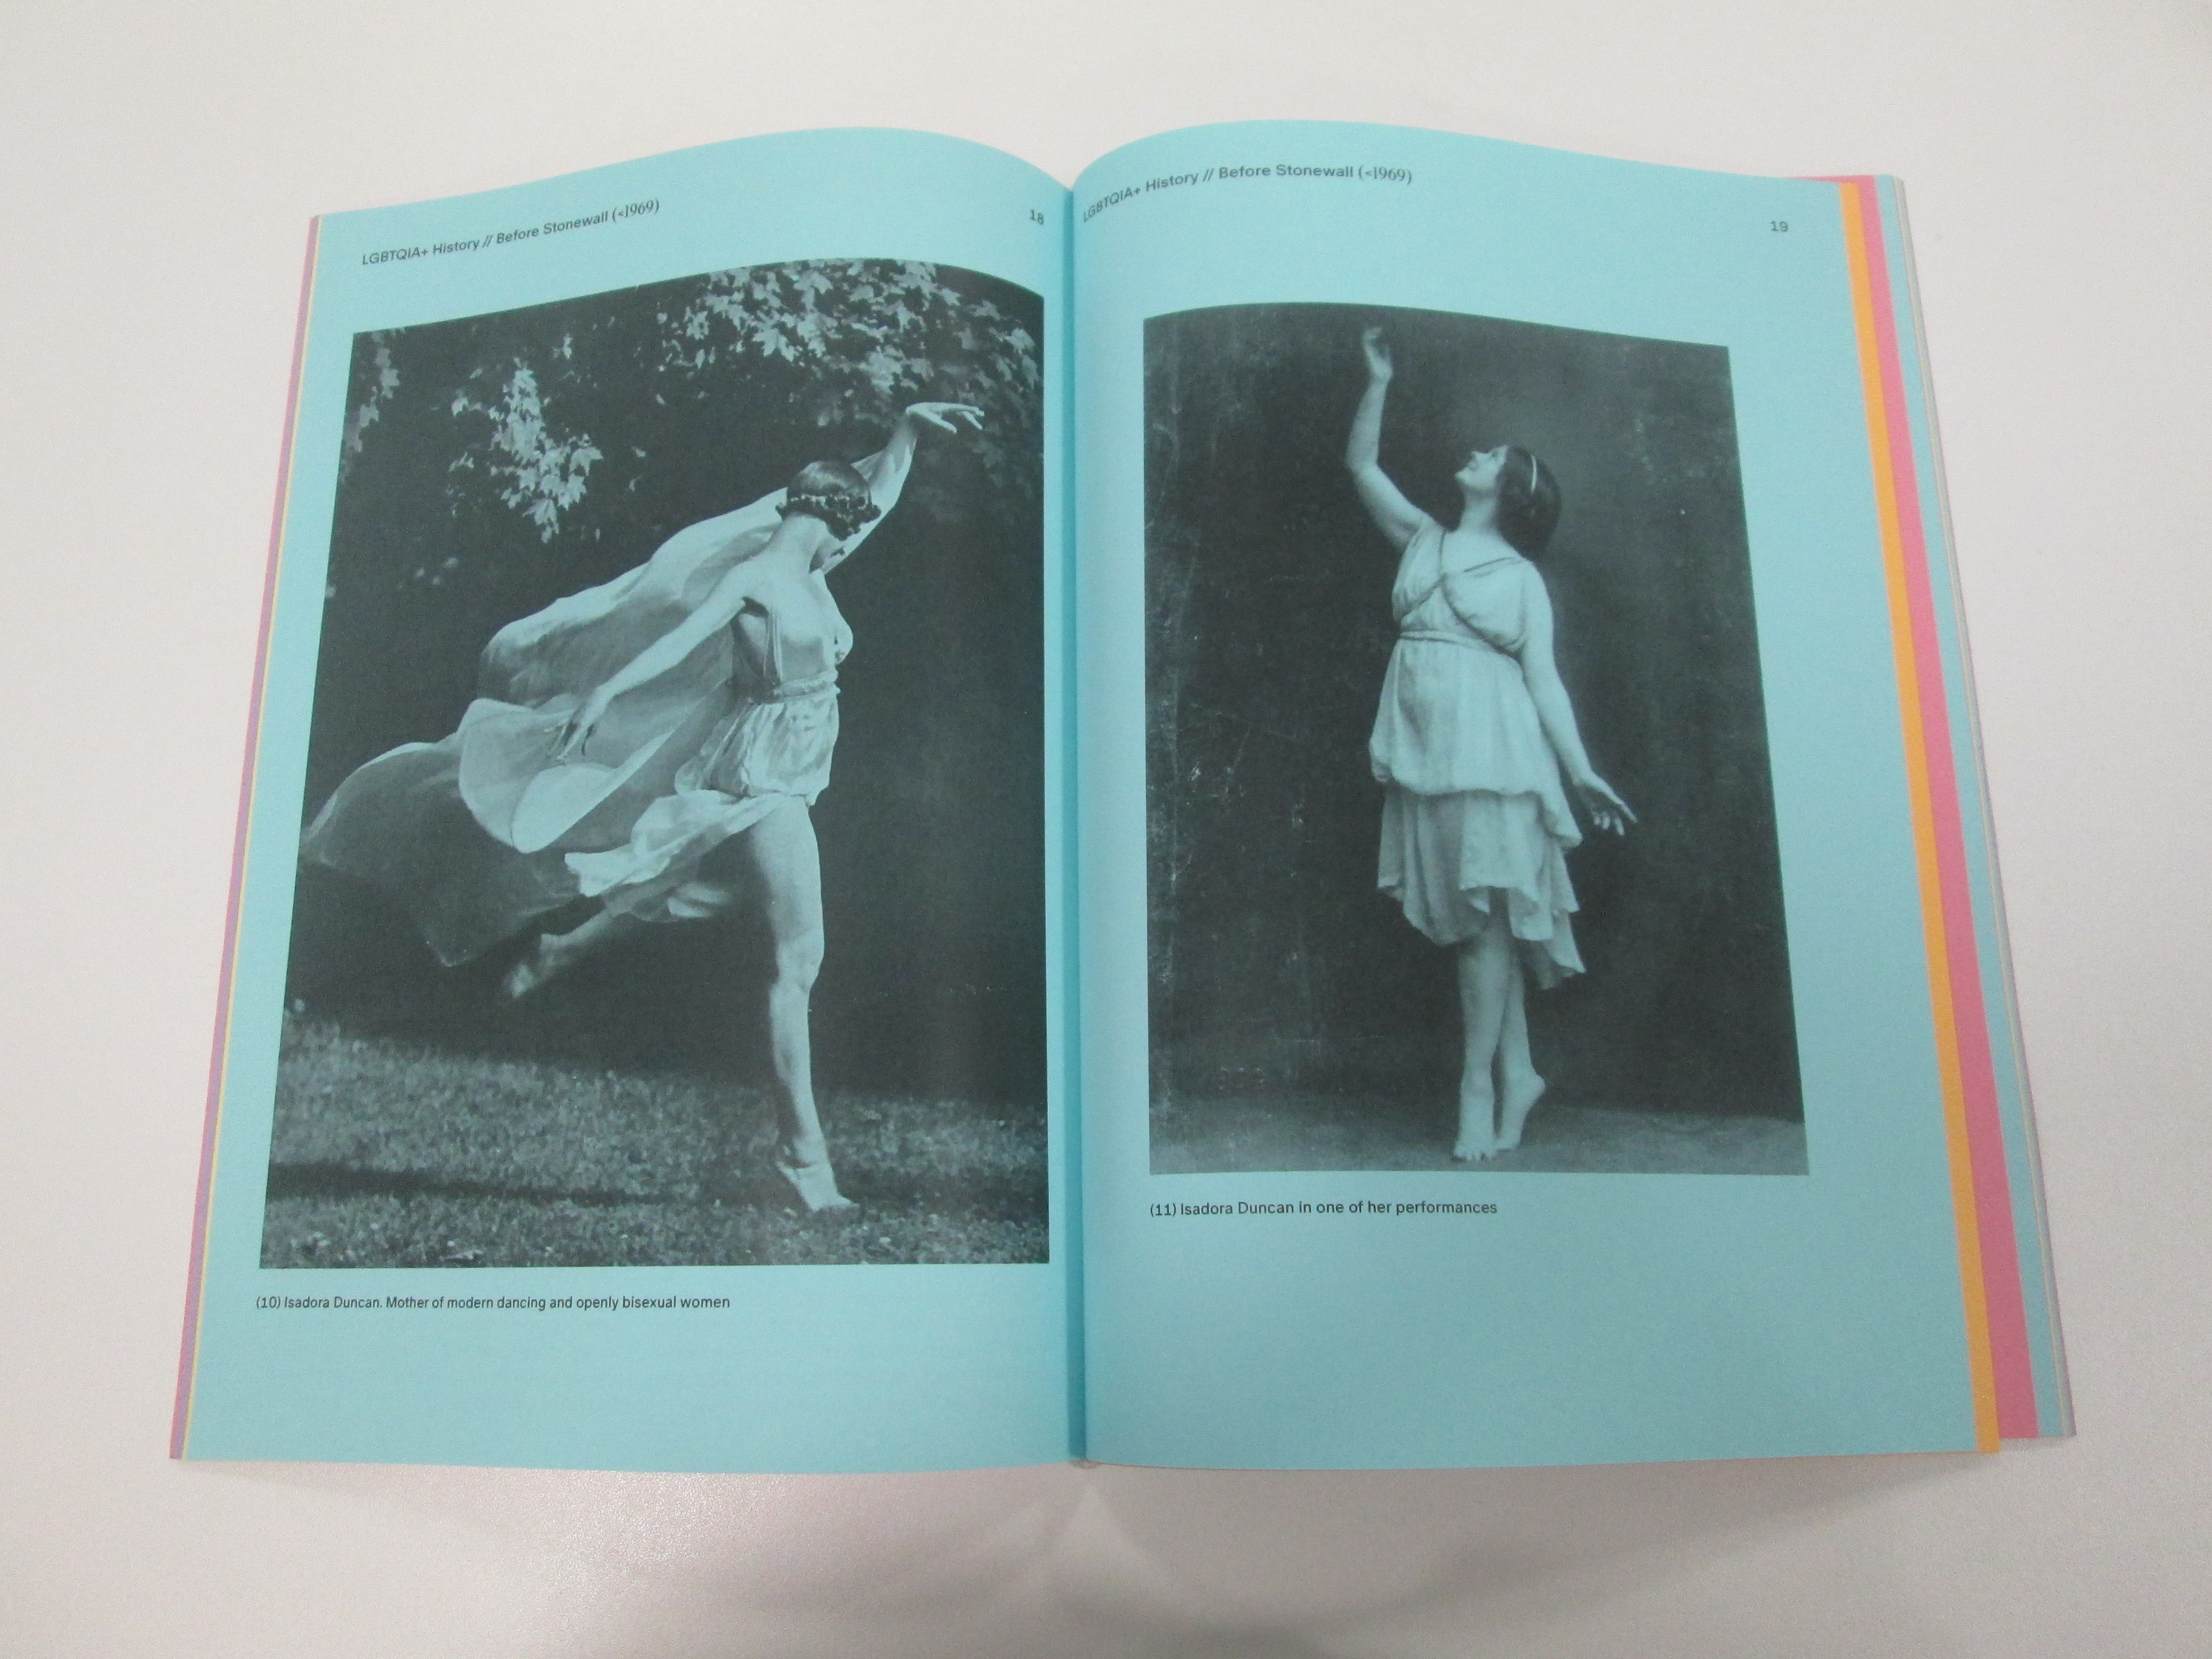 LGBTQIA+ History // Before Stonewall (<1969)
18
(10) Isadora Duncan. Mother of modern dancing and openly bisexual women
LGBTQIA+ History // Before Stonewall (<1969)
19
(11) Isadora Duncan in one of her performances